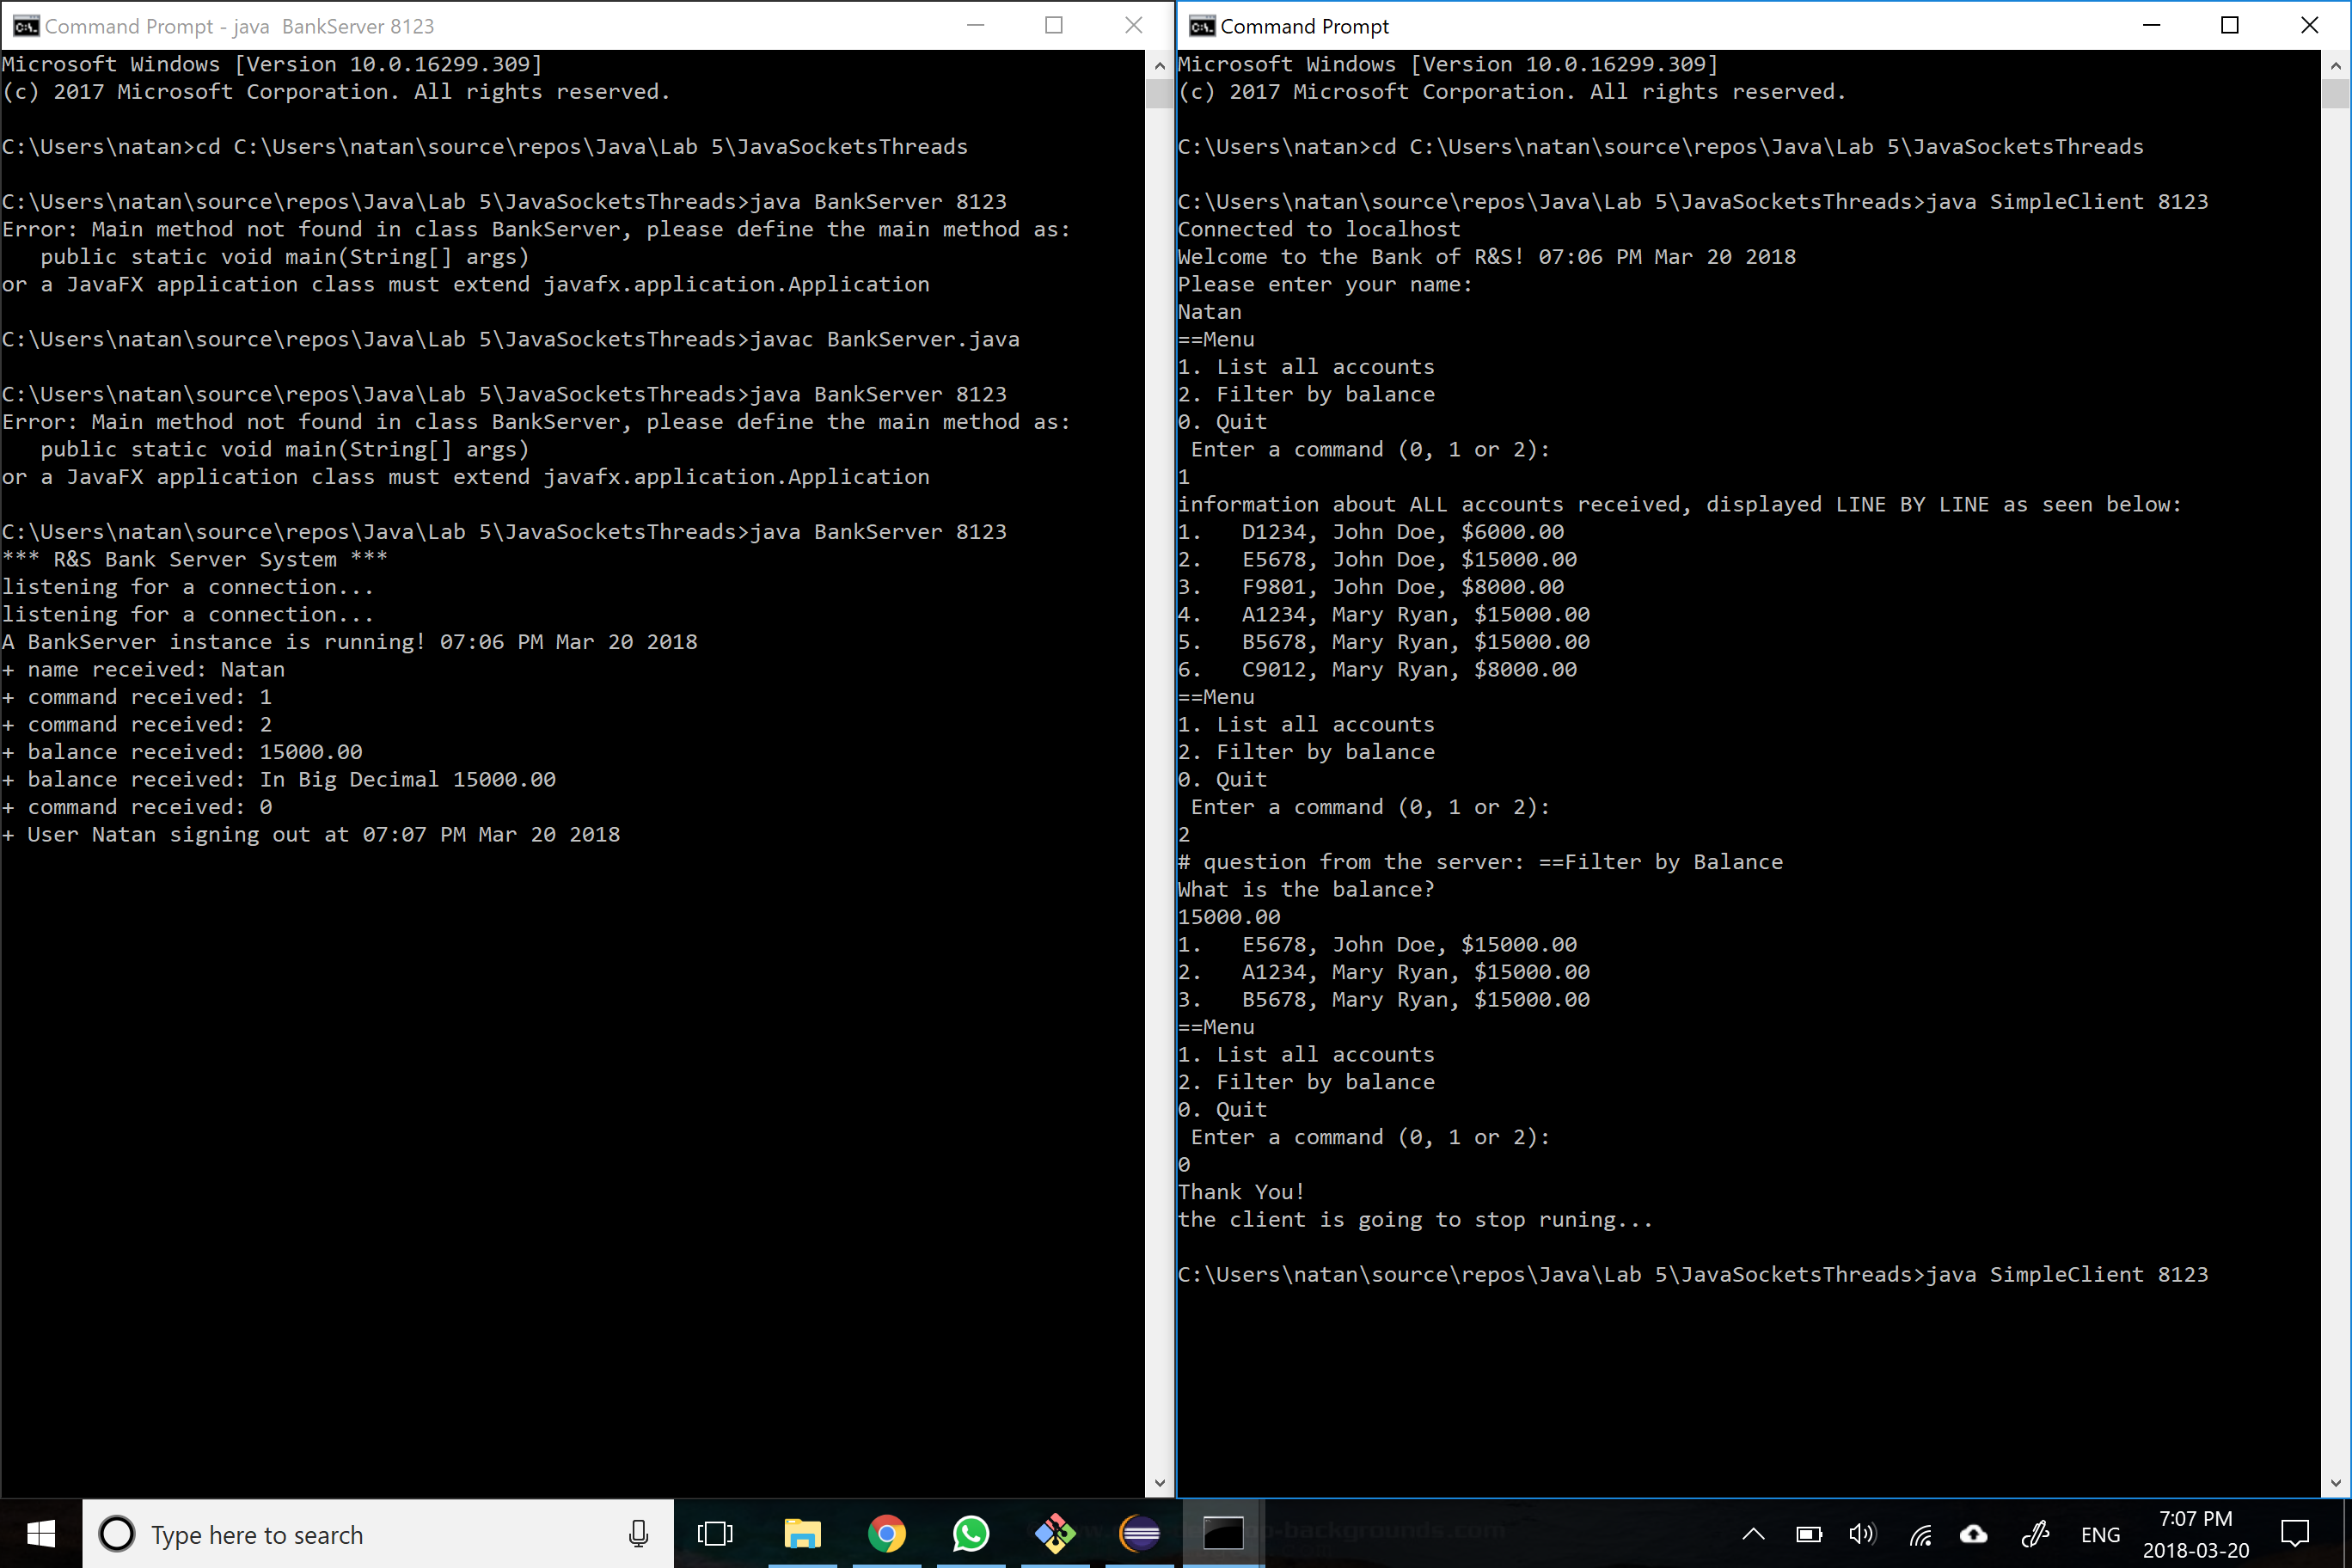 Command Prompt - java  BankServer 8123
Microsoft Windows [Version 10.0.16299.309]
(c) 2017 Microsoft Corporation. All rights reserved.
C:\Users\natan>cd C:\Users\natan\source\repos\Java\Lab 5\JavaSocketsThreads
C:\Users\natan\source\repos\Java\Lab 5\JavaSocketsThreads>java BankServer 8123
Error: Main method not found in class BankServer, please define the main method as:
   public static void main(String[] args)
or a JavaFX application class must extend javafx.application.Application
C:\Users\natan\source\repos\Java\Lab 5\JavaSocketsThreads>javac BankServer.java
C:\Users\natan\source\repos\Java\Lab 5\JavaSocketsThreads>java BankServer 8123
Error: Main method not found in class BankServer, please define the main method as:
   public static void main(String[] args)
or a JavaFX application class must extend javafx.application.Application
C:\Users\natan\source\repos\Java\Lab 5\JavaSocketsThreads>java BankServer 8123
*** R&S Bank Server System ***
listening for a connection...
listening for a connection...
A BankServer instance is running! 07:06 PM Mar 20 2018
+ name received: Natan
+ command received: 1
+ command received: 2
+ balance received: 15000.00
+ balance received: In Big Decimal 15000.00
+ command received: 0
+ User Natan signing out at 07:07 PM Mar 20 2018
Command Prompt
Microsoft Windows [Version 10.0.16299.309]
(c) 2017 Microsoft Corporation. All rights reserved.
C:\Users\natan>cd C:\Users\natan\source\repos\Java\Lab 5\JavaSocketsThreads
C:\Users\natan\source\repos\Java\Lab 5\JavaSocketsThreads>java SimpleClient 8123
Connected to localhost
Welcome to the Bank of R&S! 07:06 PM Mar 20 2018
Please enter your name:
Natan
==Menu
1. List all accounts
2. Filter by balance
0. Quit
 Enter a command (0, 1 or 2):
1
information about ALL accounts received, displayed LINE BY LINE as seen below:
1.   D1234, John Doe, $6000.00
2.   E5678, John Doe, $15000.00
3.   F9801, John Doe, $8000.00
4.   A1234, Mary Ryan, $15000.00
5.   B5678, Mary Ryan, $15000.00
6.   C9012, Mary Ryan, $8000.00
==Menu
1. List all accounts
2. Filter by balance
0. Quit
 Enter a command (0, 1 or 2):
2
# question from the server: ==Filter by Balance
What is the balance?
15000.00
1.   E5678, John Doe, $15000.00
2.   A1234, Mary Ryan, $15000.00
3.   B5678, Mary Ryan, $15000.00
==Menu
1. List all accounts
2. Filter by balance
0. Quit
 Enter a command (0, 1 or 2):
0
Thank You!
the client is going to stop runing...
C:\Users\natan\source\repos\Java\Lab 5\JavaSocketsThreads>java SimpleClient 8123
Type here to search
ENG
7:07 PM
2018-03-20